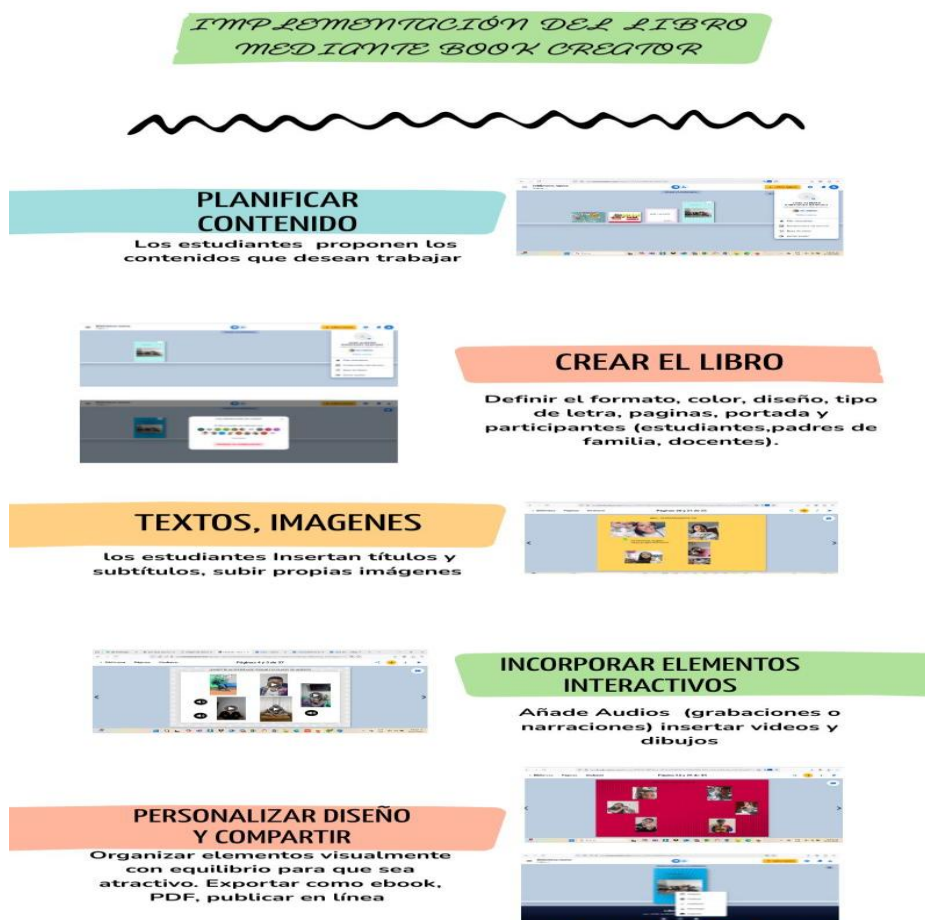 IMPLEMENTACIÓN DEL LIBRO
MEDIANTE BOOK CREATOR
PLANIFICAR
CONTENIDO
Los estudiantes proponen los
contenidos que desean trabajar
CREAR EL LIBRO
Definir el formato, color, diseño, tipo
de letra, paginas, portada y
participantes (estudiantes,padres de
familia, docentes).
TEXTOS, IMAGENES
los estudiantes Insertan títulos y
subtítulos, subir propias imágenes
INCORPORAR ELEMENTOS
INTERACTIVOS
Añade Audios (grabaciones o
narraciones) insertar videos y
dibujos
PERSONALIZAR DISEÑO
Y COMPARTIR
Organizar elementos visualmente
con equilibrio para que sea
atractivo. Exportar como ebook,
PDF, publicar en línea